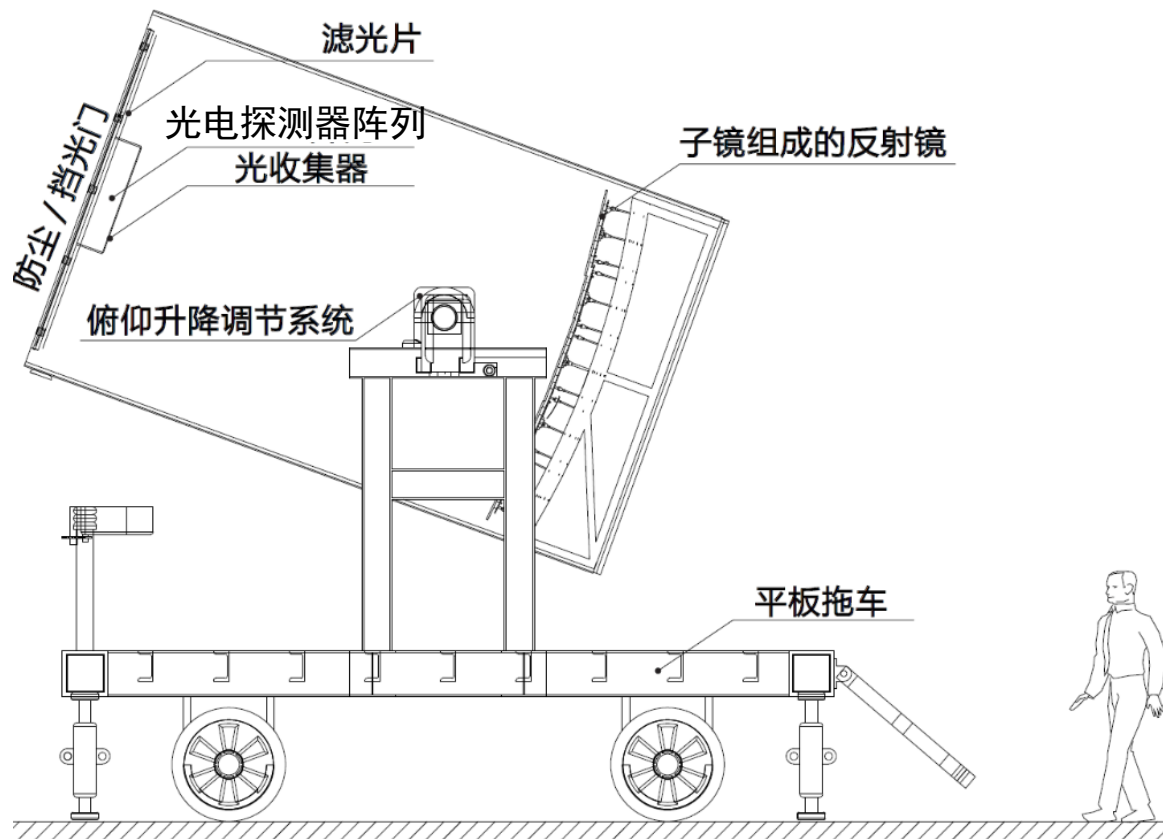 滤光片
光电探测器阵列
光收集器
防尘/挡光门
子镜组成的反射镜
俯仰升降调节系统
平板拖车